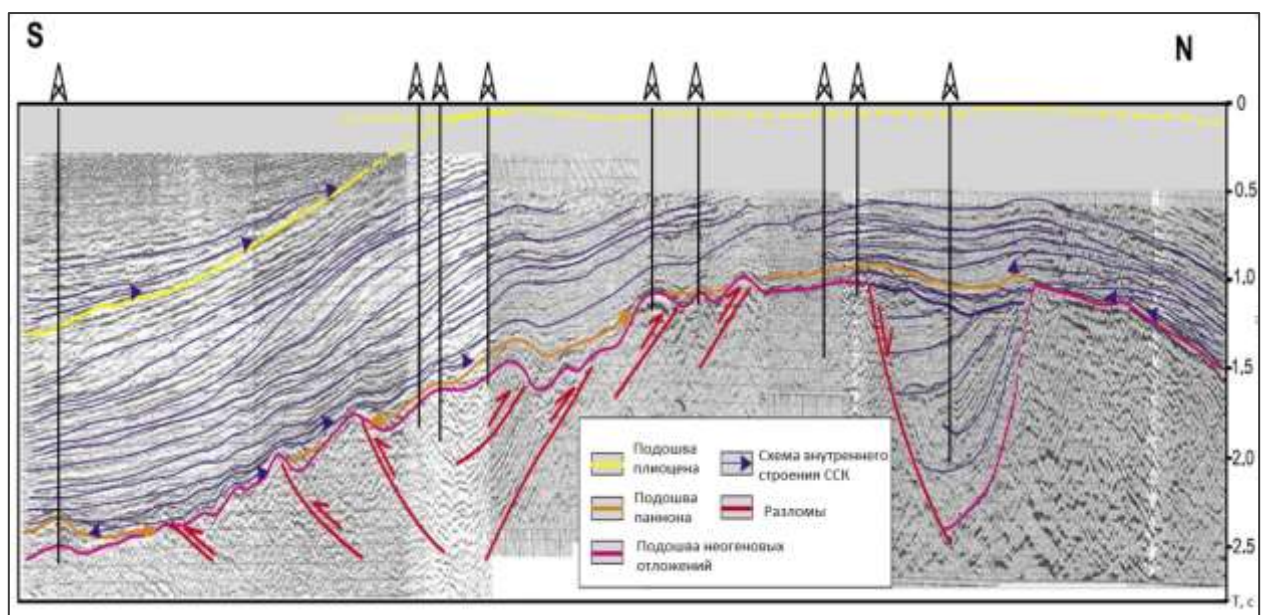 S
N
0
0.5
1.0
1.5
2.0
2.5
T, c
Подошва
плиоцена
Схема внутреннего
строения ССК
Подошва
паннона
Разломы
Подошва неогеновых
отложений